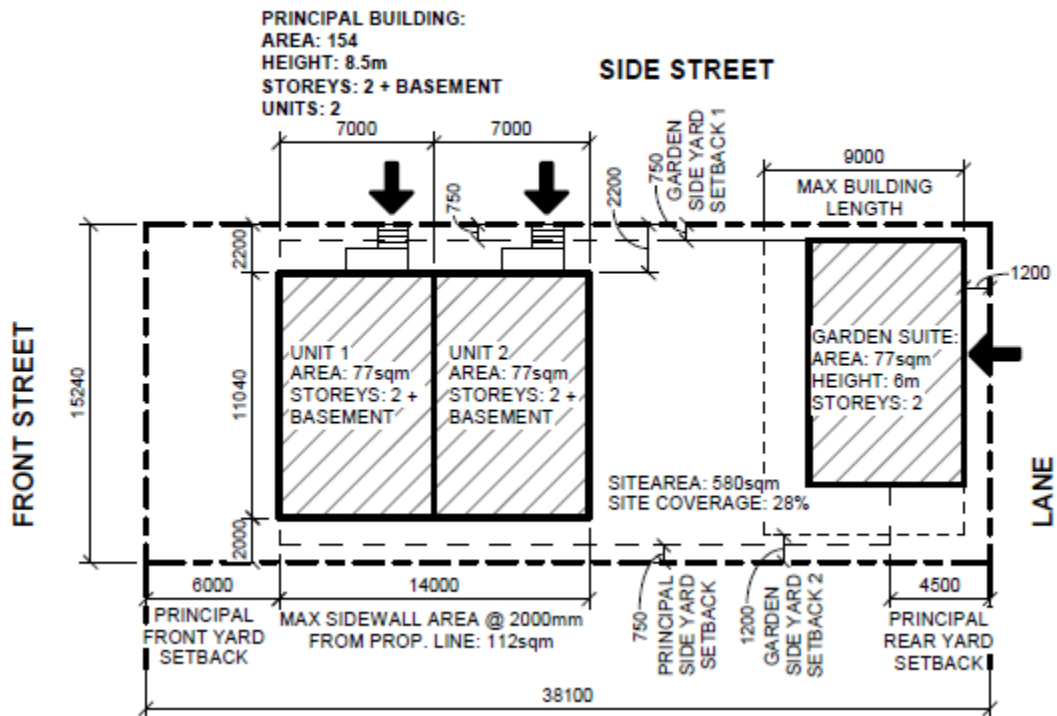 PRINCIPAL BUILDING:
AREA: 154
HEIGHT: 8.5m
STOREYS: 2 + BASEMENT
UNITS: 2
SIDE STREET
7000
7000
750
2200
750
GARDEN
SIDE YARD
SETBACK 1
9000
MAX BUILDING
LENGTH
2200
1200
FRONT STREET
15240
11040
UNIT 1
AREA: 77sqm
STOREYS: 2 +
BASEMENT
UNIT 2
AREA: 77sqm
STOREYS: 2 +
BASEMENT
GARDEN SUITE:
AREA: 77sqm
HEIGHT: 6m
STOREYS: 2
SITEAREA: 580sqm
SITE COVERAGE: 28%
LANE
2000
6000
PRINCIPAL
FRONT YARD
SETBACK
14000
MAX SIDEWALL AREA @ 2000mm
FROM PROP. LINE: 112sqm
750
PRINCIPAL
SIDE YARD
SETBACK
1200
GARDEN
SIDE YARD
SETBACK 2
4500
PRINCIPAL
REAR YARD
SETBACK
38100